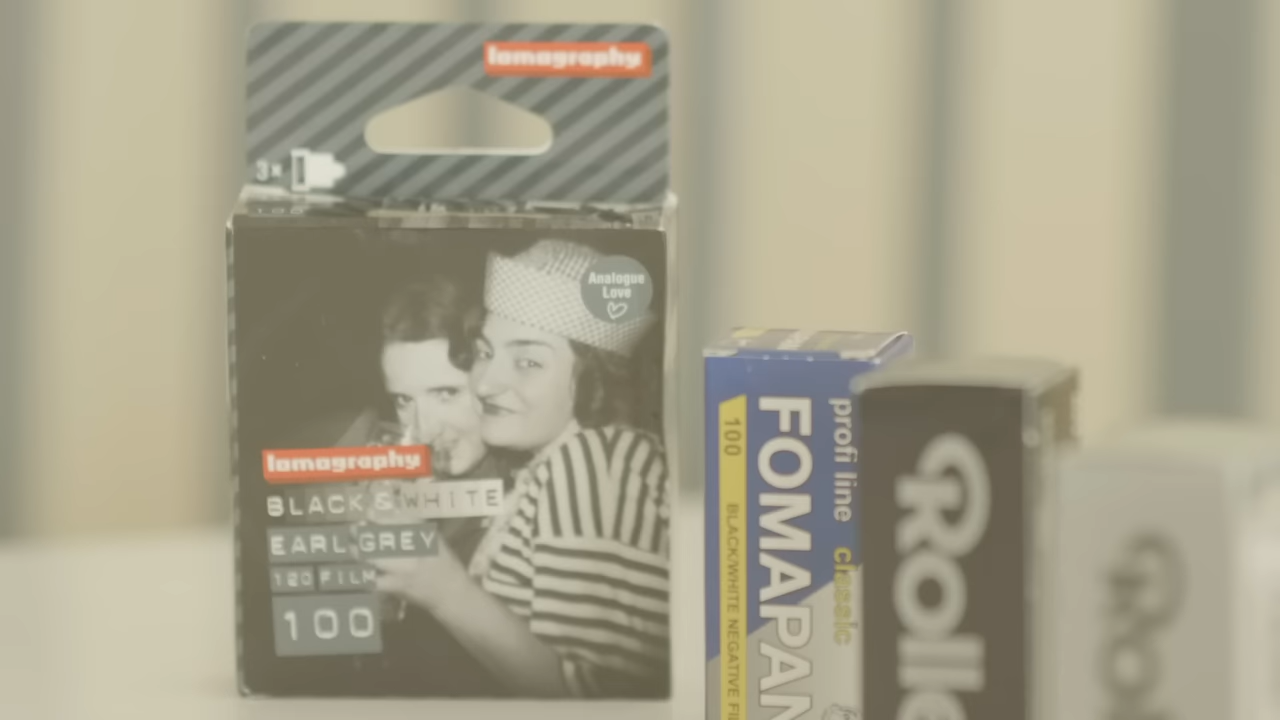 lomography
3×
Analogue
Love
lomography
BLACK & WHITE
EARL GREY
120 FILM
100
profi line classic
FOMAPAN
100 BLACK/WHITE NEGATIVE FI
Rolle